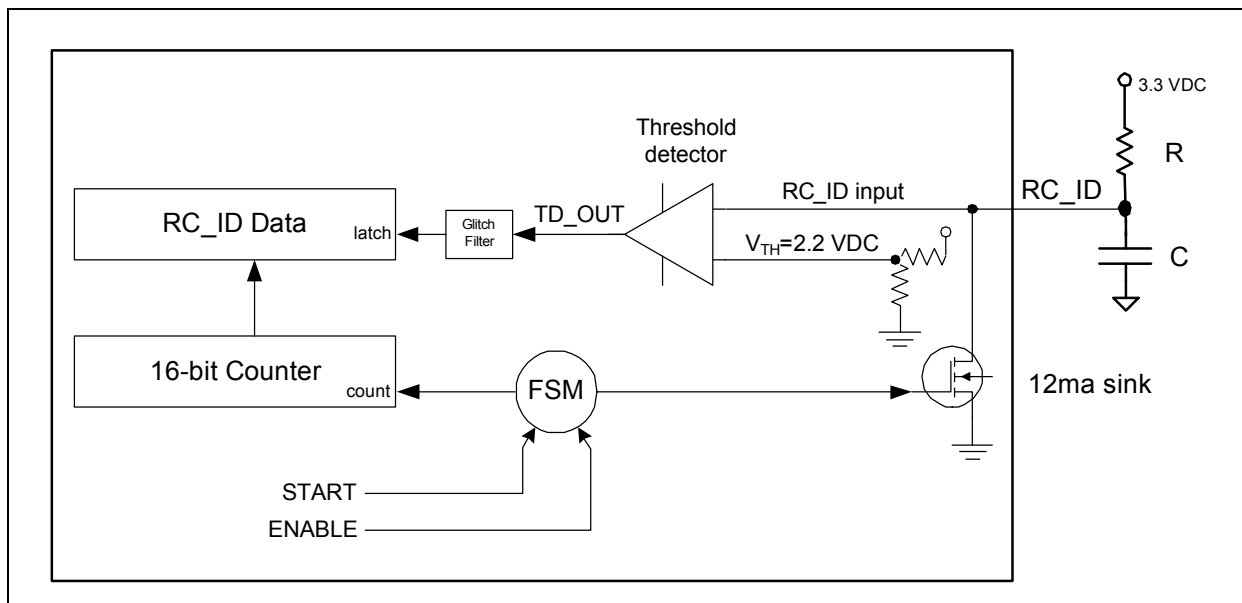 3.3 VDC
R
Threshold
detector
RC_ID input
RC_ID
RC_ID Data
latch
Glitch
Filter
TD_OUT
VTH=2.2 VDC
C
16-bit Counter
count
FSM
12ma sink
START
ENABLE